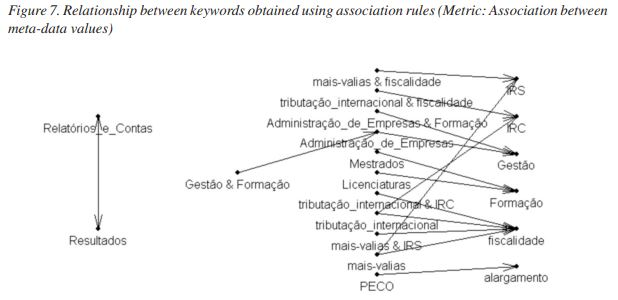 Figure 7. Relationship between keywords obtained using association rules (Metric: Association between
meta-data values)
mais-valias & fiscalidade
IRS
tributação_internacional & fiscalidade
Relatórios_e_Contas
Administração_de_Empresas & Formação
IRC
Administração_de_Empresas
Mestrados
Gestão
Gestão & Formação
Licenciaturas
tributação_internacional & IRC
Formação
tributação_internacional
Resultados
mais-valias & IRS
fiscalidade
mais-valias
alargamento
PECO